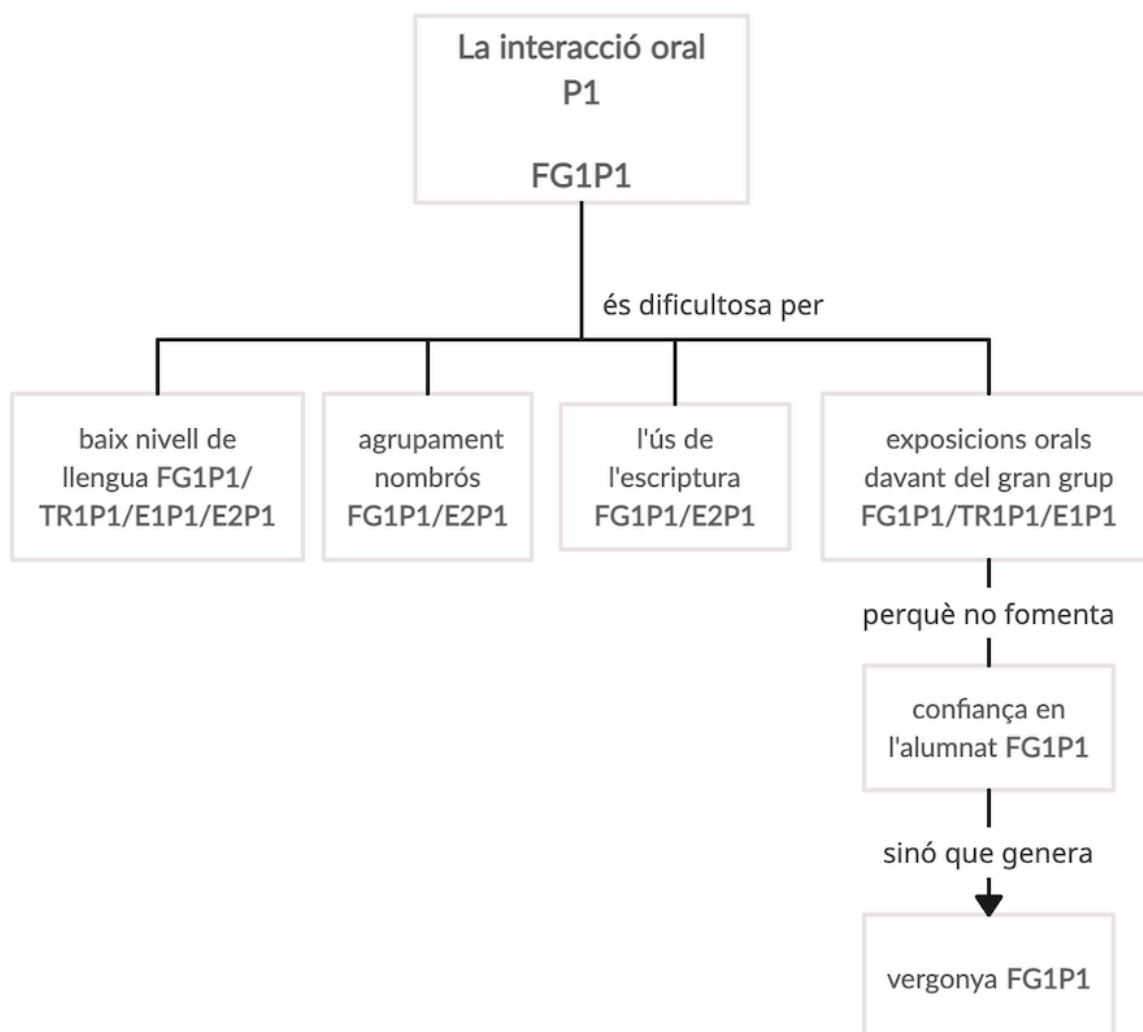 La interacció oral
P1
FG1P1
és dificultosa per
baix nivell de
llengua FG1P1/
TR1P1/E1P1/E2P1
agrupament
nombrós
FG1P1/E2P1
l'ús de
l'escriptura
FG1P1/E2P1
exposicions orals
davant del gran grup
FG1P1/TR1P1/E1P1
perquè no fomenta
confiança en
l'alumnat FG1P1
sinó que genera
vergonya FG1P1